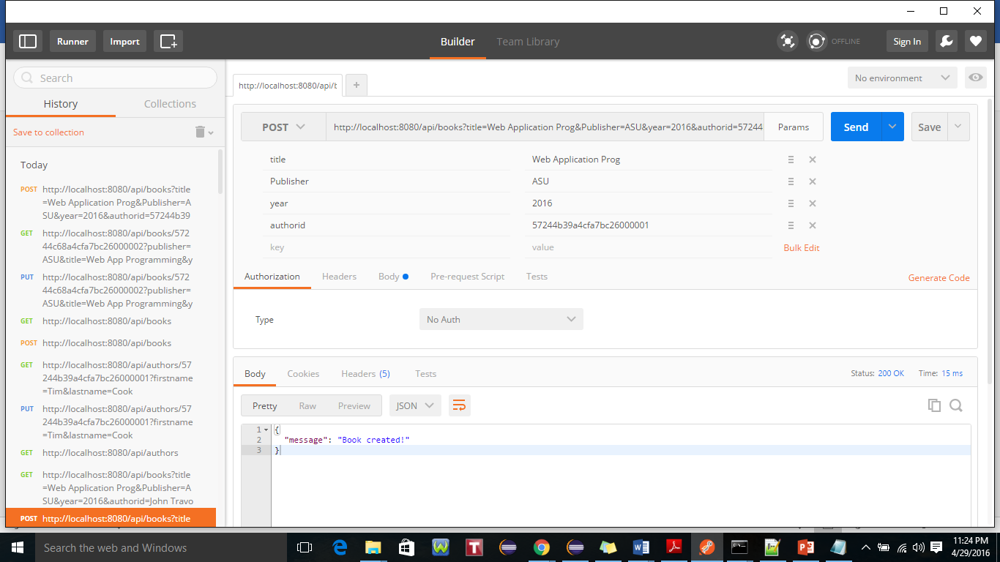 Runner Import Builder Team Library OFFLINE Sign In
Search
No environment
http://localhost:8080/api/b +
History Collections
Save to collection
Today
POST http://localhost:8080/api/books?title
=Web Application Prog&Publisher=A
SU&year=2016&authorid=57244b39
GET http://localhost:8080/api/books/57
244c68a4cfa7bc26000002?publisher=
ASU&title=Web App Programming&y
PUT http://localhost:8080/api/books/572
44c68a4cfa7bc26000002?publisher=
ASU&title=Web App Programming&y
GET http://localhost:8080/api/books
POST http://localhost:8080/api/books
GET http://localhost:8080/api/authors/57
244b39a4cfa7bc26000001?firstname
=Tim&lastname=Cook
PUT http://localhost:8080/api/authors/57
244b39a4cfa7bc26000001?firstname
=Tim&lastname=Cook
GET http://localhost:8080/api/authors
GET http://localhost:8080/api/books?title
=Web Application Prog&Publisher=A
SU&year=2016&authorid=John Travo
POST http://localhost:8080/api/books?title
POST http://localhost:8080/api/books?title=Web Application Prog&Publisher=ASU&year=2016&authorid=57244 Params Send Save
title Web Application Prog
Publisher ASU
year 2016
authorid 57244b39a4cfa7bc26000001
key value Bulk Edit
Authorization Headers Body Pre-request Script Tests Generate Code
Type No Auth
Body Cookies Headers (5) Tests Status: 200 OK Time: 15 ms
Pretty Raw Preview JSON
1 {
2 "message": "Book created!"
3 }
Search the web and Windows
11:24 PM
4/29/2016